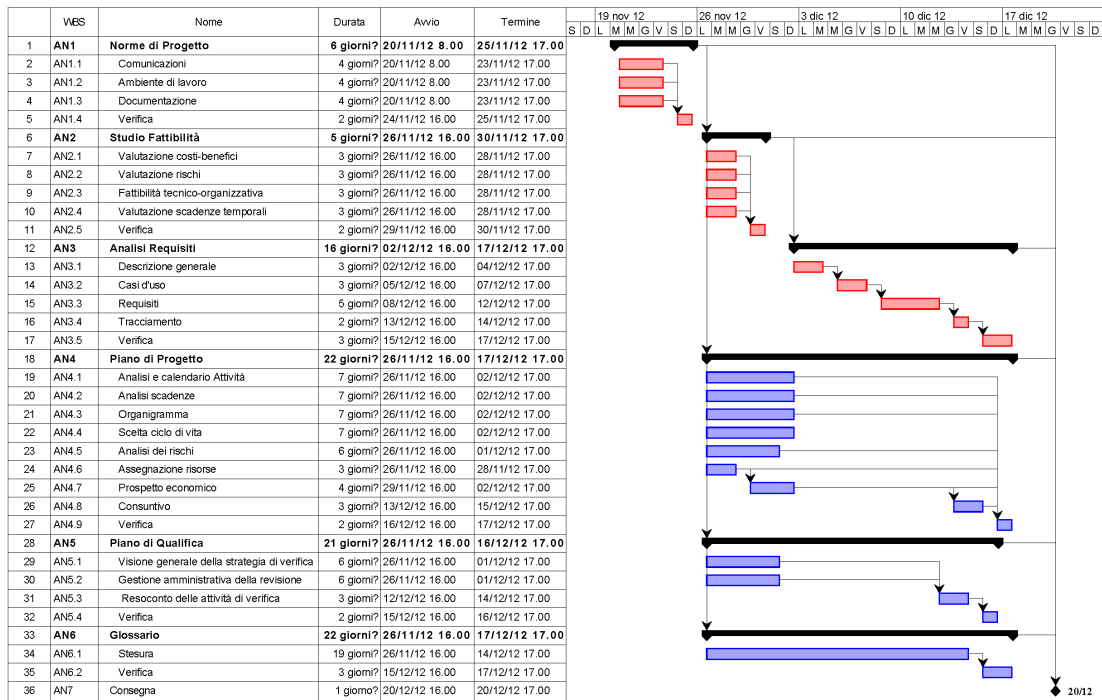 WBS Nome Durata Avvio Termine
19 nov 12 26 nov 12 3 dic 12 10 dic 12 17 dic 12
S D L M M G V S D L M M G V S D L M M G V S D L M M G V S D L M M G V S D
1 AN1 Norme di Progetto 6 giorni? 20/11/12 8.00 25/11/12 17.00
2 AN1.1 Comunicazioni 4 giorni? 20/11/12 8.00 23/11/12 17.00
3 AN1.2 Ambiente di lavoro 4 giorni? 20/11/12 8.00 23/11/12 17.00
4 AN1.3 Documentazione 4 giorni? 20/11/12 8.00 23/11/12 17.00
5 AN1.4 Verifica 2 giorni? 24/11/12 16.00 25/11/12 17.00
6 AN2 Studio Fattibilità 5 giorni? 26/11/12 16.00 30/11/12 17.00
7 AN2.1 Valutazione costi-benefici 3 giorni? 26/11/12 16.00 28/11/12 17.00
8 AN2.2 Valutazione rischi 3 giorni? 26/11/12 16.00 28/11/12 17.00
9 AN2.3 Fattibilità tecnico-organizzativa 3 giorni? 26/11/12 16.00 28/11/12 17.00
10 AN2.4 Valutazione scadenze temporali 3 giorni? 26/11/12 16.00 28/11/12 17.00
11 AN2.5 Verifica 2 giorni? 29/11/12 16.00 30/11/12 17.00
12 AN3 Analisi Requisiti 16 giorni? 02/12/12 16.00 17/12/12 17.00
13 AN3.1 Descrizione generale 3 giorni? 02/12/12 16.00 04/12/12 17.00
14 AN3.2 Casi d'uso 3 giorni? 05/12/12 16.00 07/12/12 17.00
15 AN3.3 Requisiti 5 giorni? 08/12/12 16.00 12/12/12 17.00
16 AN3.4 Tracciamento 2 giorni? 13/12/12 16.00 14/12/12 17.00
17 AN3.5 Verifica 3 giorni? 15/12/12 16.00 17/12/12 17.00
18 AN4 Piano di Progetto 22 giorni? 26/11/12 16.00 17/12/12 17.00
19 AN4.1 Analisi e calendario Attività 7 giorni? 26/11/12 16.00 02/12/12 17.00
20 AN4.2 Analisi scadenze 7 giorni? 26/11/12 16.00 02/12/12 17.00
21 AN4.3 Organigramma 7 giorni? 26/11/12 16.00 02/12/12 17.00
22 AN4.4 Scelta ciclo di vita 7 giorni? 26/11/12 16.00 02/12/12 17.00
23 AN4.5 Analisi dei rischi 6 giorni? 26/11/12 16.00 01/12/12 17.00
24 AN4.6 Assegnazione risorse 3 giorni? 26/11/12 16.00 28/11/12 17.00
25 AN4.7 Prospetto economico 4 giorni? 29/11/12 16.00 02/12/12 17.00
26 AN4.8 Consuntivo 3 giorni? 13/12/12 16.00 15/12/12 17.00
27 AN4.9 Verifica 2 giorni? 16/12/12 16.00 17/12/12 17.00
28 AN5 Piano di Qualifica 21 giorni? 26/11/12 16.00 16/12/12 17.00
29 AN5.1 Visione generale della strategia di verifica 6 giorni? 26/11/12 16.00 01/12/12 17.00
30 AN5.2 Gestione amministrativa della revisione 6 giorni? 26/11/12 16.00 01/12/12 17.00
31 AN5.3 Resoconto delle attività di verifica 3 giorni? 12/12/12 16.00 14/12/12 17.00
32 AN5.4 Verifica 2 giorni? 15/12/12 16.00 16/12/12 17.00
33 AN6 Glossario 22 giorni? 26/11/12 16.00 17/12/12 17.00
34 AN6.1 Stesura 19 giorni? 26/11/12 16.00 14/12/12 17.00
35 AN6.2 Verifica 3 giorni? 15/12/12 16.00 17/12/12 17.00
36 AN7 Consegna 1 giorno? 20/12/12 16.00 20/12/12 17.00
20/12